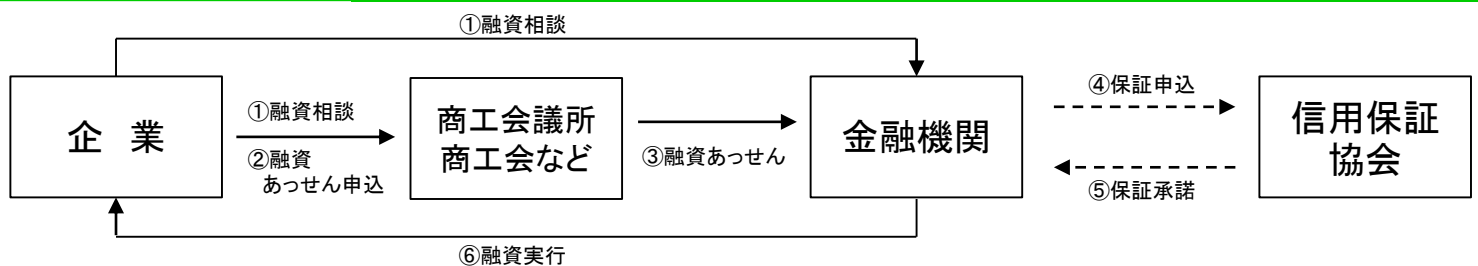 ①融資相談
企　業
①融資相談
②融資
あっせん申込
商工会議所
商工会など
③融資あっせん
金融機関
④保証申込
⑤保証承諾
信用保証
協会
⑥融資実行